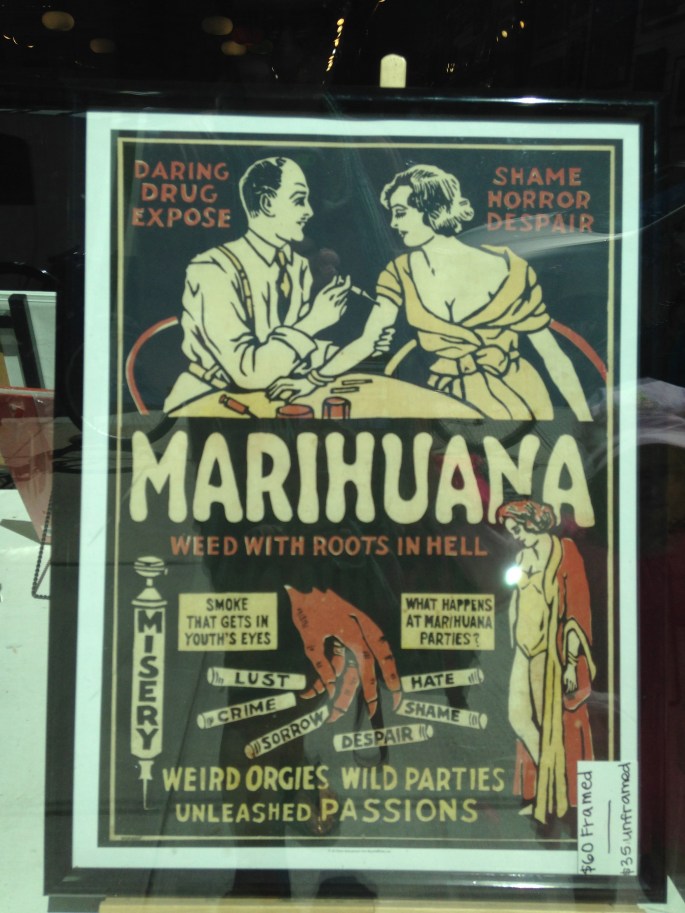 DARING
DRUG
EXPOSE
SHAME
HORROR
DESPAIR
MARIHUANA
WEED WITH ROOTS IN HELL
MISERY
SMOKE
THAT GETS IN
YOUTH'S EYES
WHAT HAPPENS
AT MARIHUANA
PARTIES?
LUST
CRIME
SORROW
HATE
SHAME
DESPAIR
WEIRD ORGIES WILD PARTIES
UNLEASHED PASSIONS
$60 Framed
$35 unframed